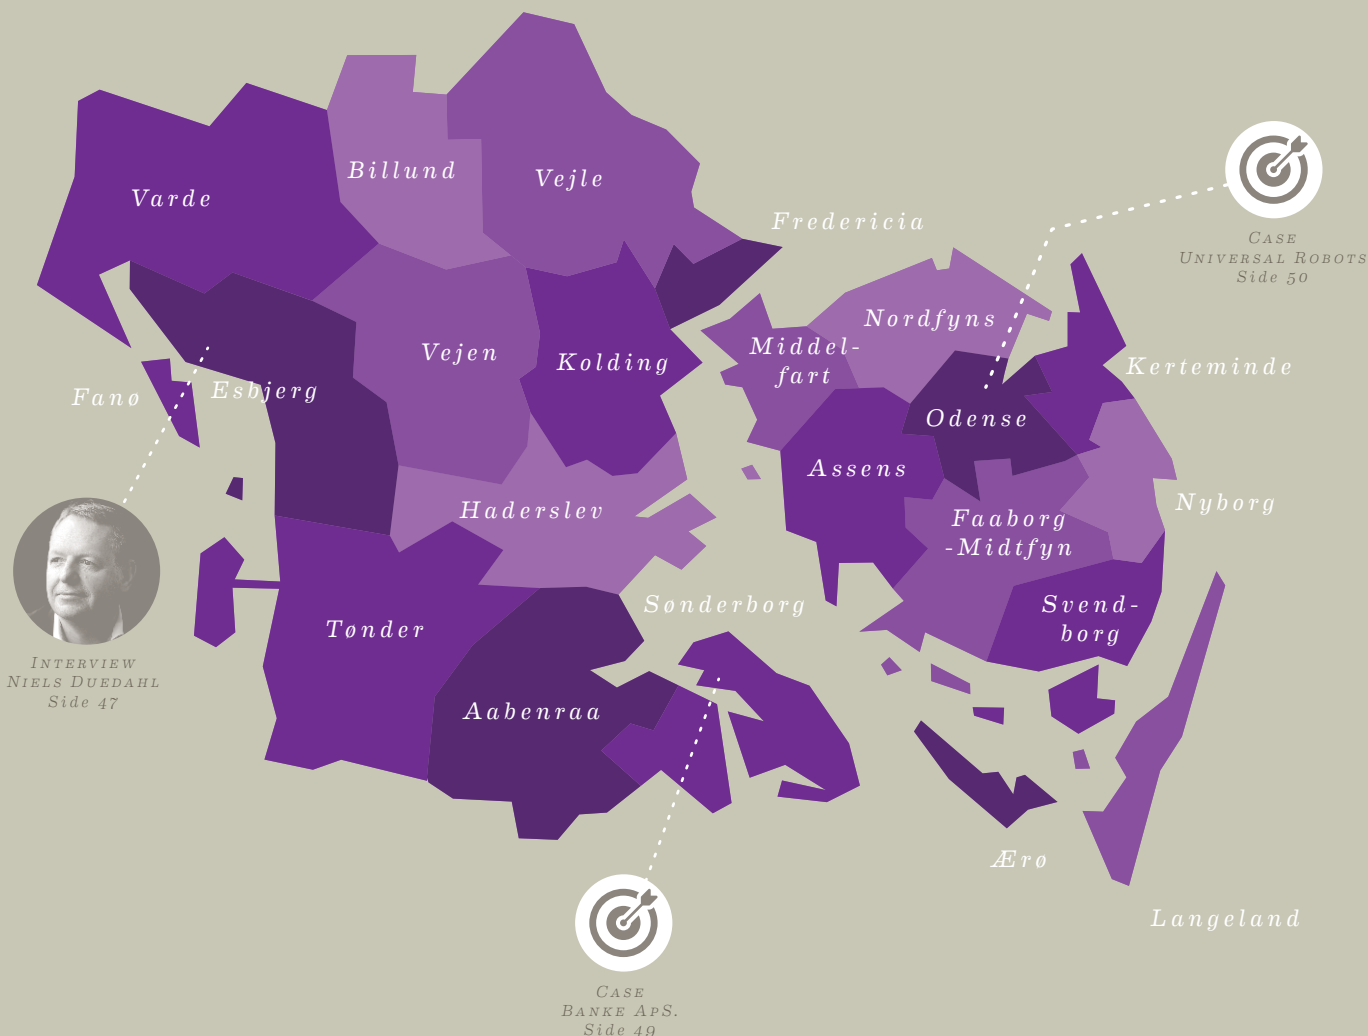 Billund
Vejle
Varde
Fredericia
CASE
UNIVERSAL ROBOTS
Side 50
Nordfyns
Middel-
fart
Vejen
Kolding
Kerteminde
Fanø
Esbjerg
Odense
Assens
Nyborg
Haderslev
Faaborg
-Midtfyn
Sønderborg
Svend-
borg
Tønder
INTERVIEW
NIELS DUEDAHL
Side 47
Aabenraa
Ærø
Langeland
CASE
BANKE APS.
Side 49